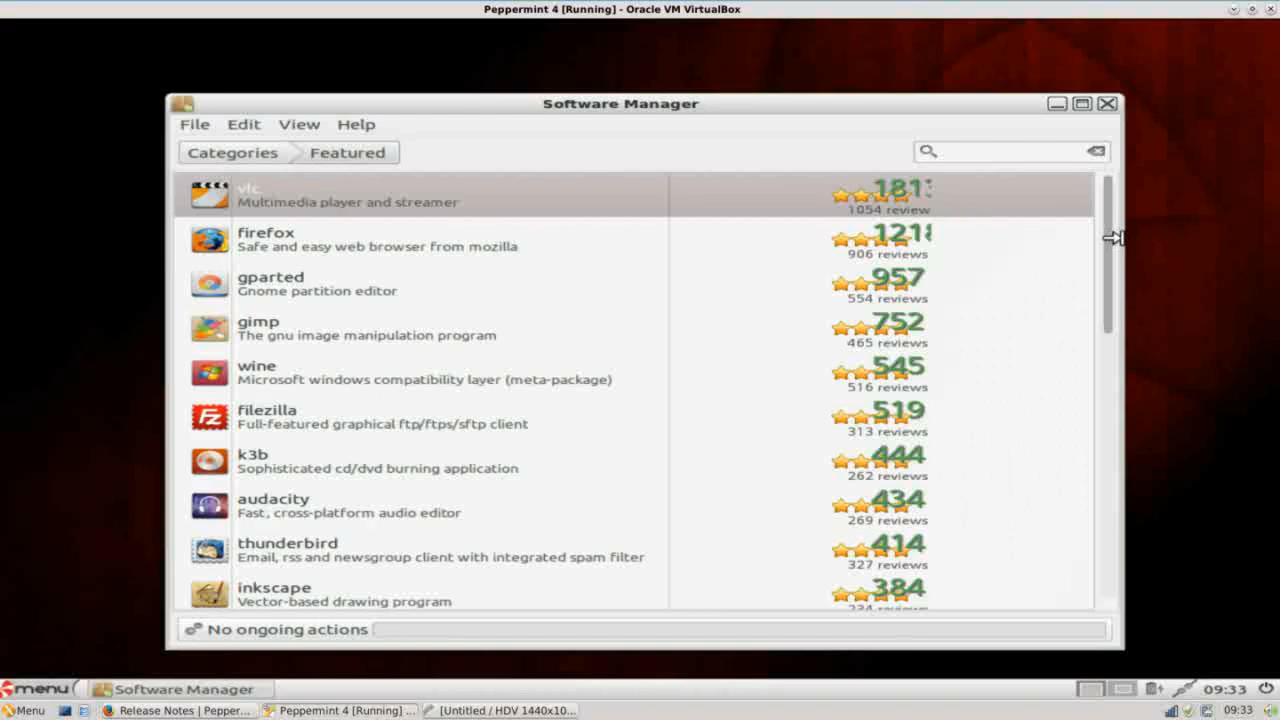 Peppermint 4 [Running] - Oracle VM VirtualBox
Software Manager
File Edit View Help
Categories Featured
vlc
Multimedia player and streamer
1054 review
firefox
Safe and easy web browser from mozilla
906 reviews
gparted
Gnome partition editor
957
554 reviews
gimp
The gnu image manipulation program
752
465 reviews
wine
Microsoft windows compatibility layer (meta-package)
545
516 reviews
filezilla
Full-featured graphical ftp/ftps/sftp client
519
313 reviews
k3b
Sophisticated cd/dvd burning application
444
262 reviews
audacity
Fast, cross-platform audio editor
434
269 reviews
thunderbird
Email, rss and newsgroup client with integrated spam filter
414
327 reviews
inkscape
Vector-based drawing program
384
234 reviews
No ongoing actions
menu Software Manager 09:33
Menu Release Notes | Pepper... Peppermint 4 [Running] ... [Untitled / HDV 1440x10... 09:33